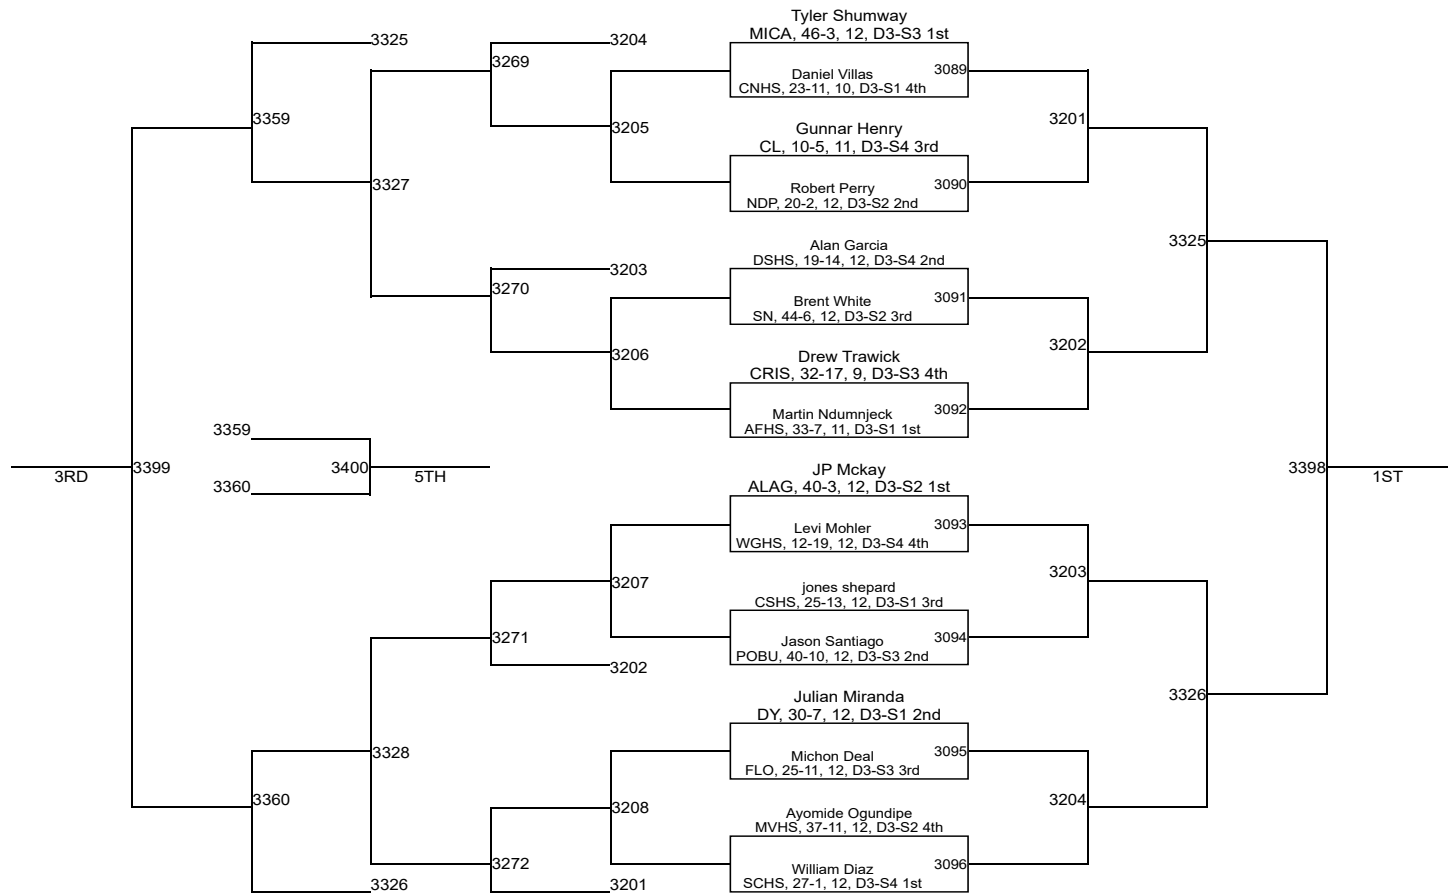 Tyler Shumway
MICA, 46-3, 12, D3-S3 1st
3325
3204
3269
Daniel Villas
3089
CNHS, 23-11, 10, D3-S1 4th
3359
3205
3201
Gunnar Henry
CL, 10-5, 11, D3-S4 3rd
3327
Robert Perry
3090
NDP, 20-2, 12, D3-S2 2nd
3325
Alan Garcia
DSHS, 19-14, 12, D3-S4 2nd
3203
3270
Brent White
3091
SN, 44-6, 12, D3-S2 3rd
3206
3202
Drew Trawick
CRIS, 32-17, 9, D3-S3 4th
Martin Ndumnjeck
3092
AFHS, 33-7, 11, D3-S1 1st
3359
3RD
3399
3400
5TH
3360
JP Mckay
ALAG, 40-3, 12, D3-S2 1st
3398
1ST
Levi Mohler
3093
WGHS, 12-19, 12, D3-S4 4th
3207
3203
jones shepard
CSHS, 25-13, 12, D3-S1 3rd
3271
Jason Santiago
3094
POBU, 40-10, 12, D3-S3 2nd
3202
3326
Julian Miranda
DY, 30-7, 12, D3-S1 2nd
3328
Michon Deal
3095
FLO, 25-11, 12, D3-S3 3rd
3360
3208
3204
Ayomide Ogundipe
MVHS, 37-11, 12, D3-S2 4th
3272
William Diaz
3096
SCHS, 27-1, 12, D3-S4 1st
3326
3201